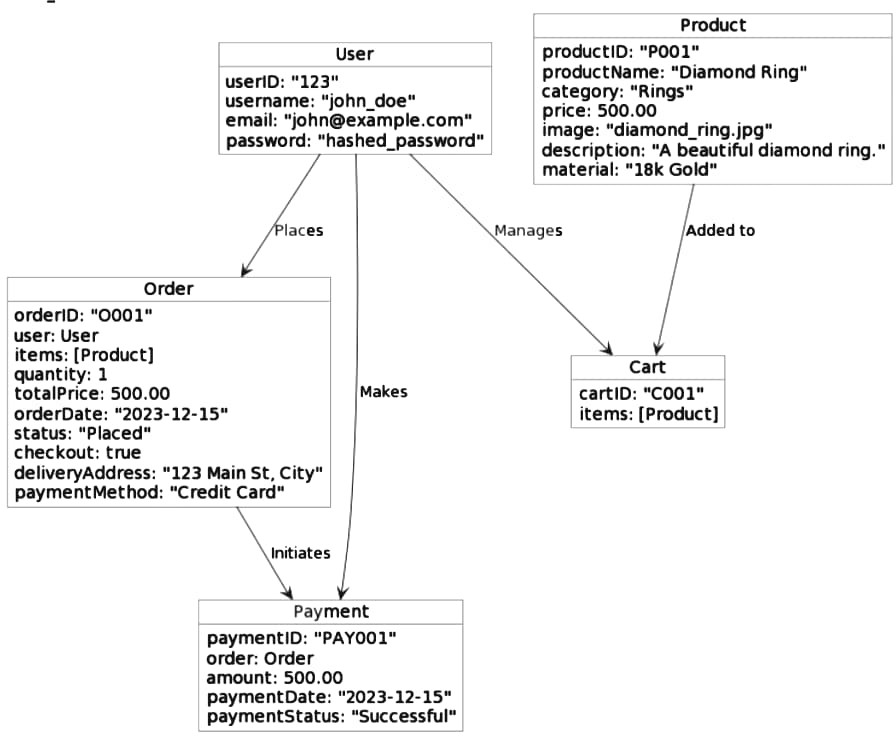 User
userID: "123"
username: "john_doe"
email: "john@example.com"
password: "hashed_password"
Product
productID: "P001"
productName: "Diamond Ring"
category: "Rings"
price: 500.00
image: "diamond_ring.jpg"
description: "A beautiful diamond ring."
material: "18k Gold"
Places
Manages
Added to
Order
orderID: "O001"
user: User
items: [Product]
quantity: 1
totalPrice: 500.00
orderDate: "2023-12-15"
status: "Placed"
checkout: true
deliveryAddress: "123 Main St, City"
paymentMethod: "Credit Card"
Makes
Cart
cartID: "C001"
items: [Product]
Initiates
Payment
paymentID: "PAY001"
order: Order
amount: 500.00
paymentDate: "2023-12-15"
paymentStatus: "Successful"